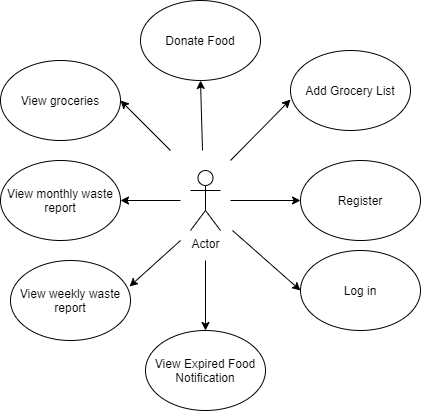 Donate Food
View groceries
Add Grocery List
View monthly waste
report
Register
Actor
View weekly waste
report
Log in
View Expired Food
Notification